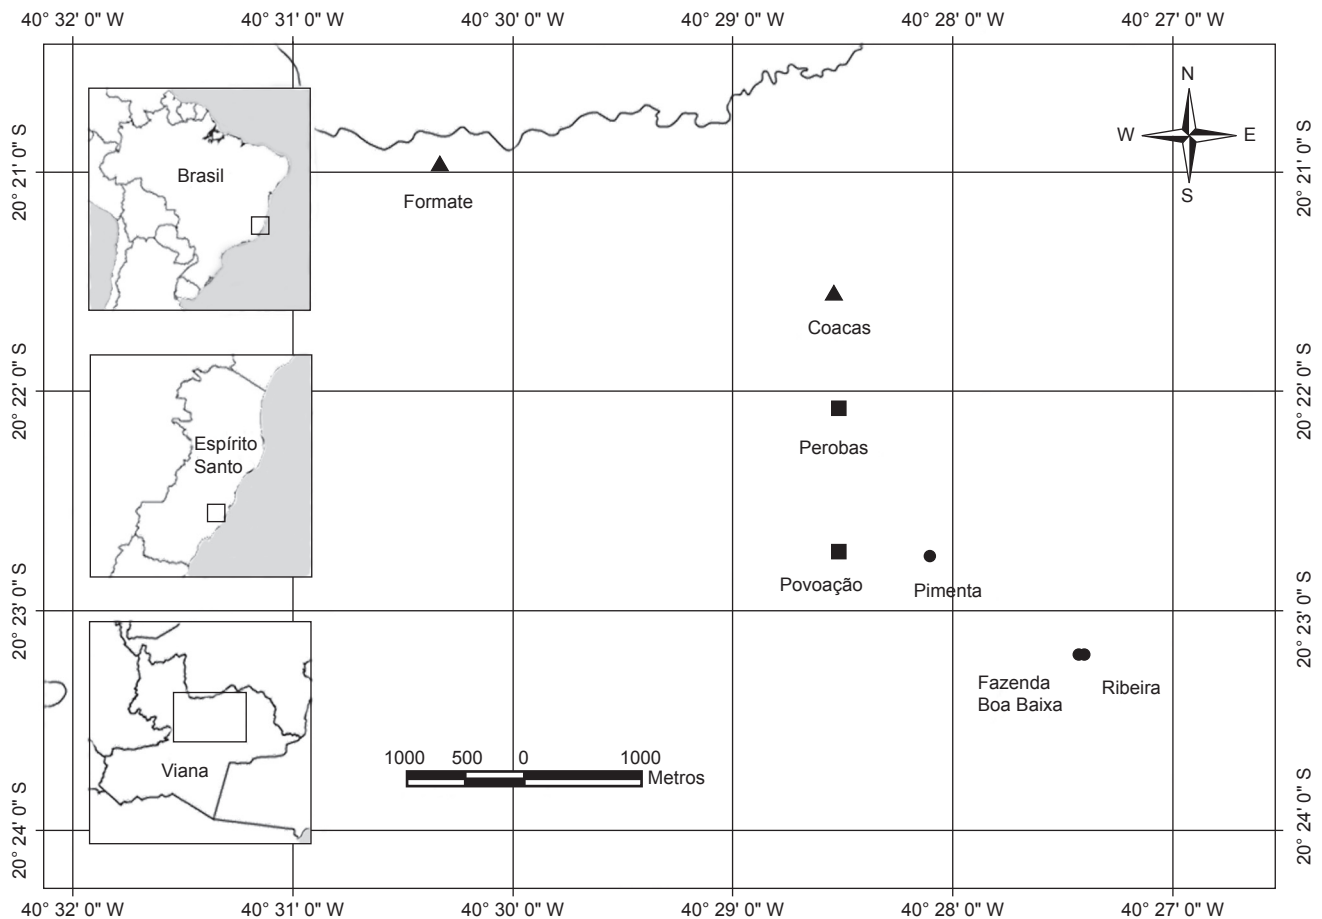 40° 32' 0" W
40° 31' 0" W
40° 30' 0" W
40° 29' 0" W
40° 28' 0" W
40° 27' 0" W
N
W
E
S
20° 21' 0" S
20° 21' 0" S
Brasil
Formate
Coacas
20° 22' 0" S
20° 22' 0" S
Espírito
Santo
Perobas
Povoação
Pimenta
20° 23' 0" S
20° 23' 0" S
Fazenda
Boa Baixa
Ribeira
Viana
1000 500 0 1000
Metros
20° 24' 0" S
20° 24' 0" S
40° 32' 0" W
40° 31' 0" W
40° 30' 0" W
40° 29' 0" W
40° 28' 0" W
40° 27' 0" W